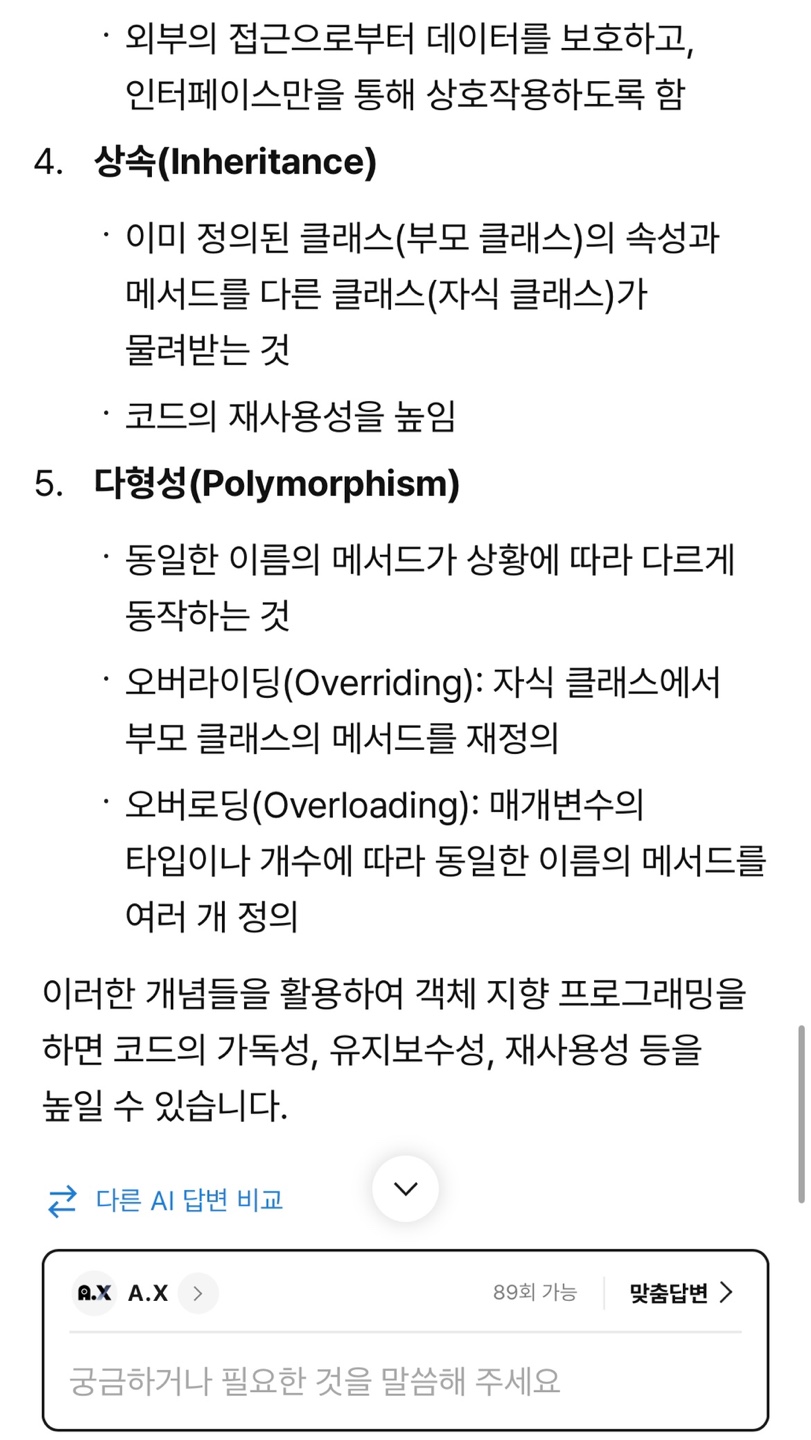 · 외부의 접근으로부터 데이터를 보호하고,
인터페이스만을 통해 상호작용하도록 함
4. 상속(Inheritance)
· 이미 정의된 클래스(부모 클래스)의 속성과
메서드를 다른 클래스(자식 클래스)가
물려받는 것
· 코드의 재사용성을 높임
5. 다형성(Polymorphism)
· 동일한 이름의 메서드가 상황에 따라 다르게
동작하는 것
· 오버라이딩(Overriding): 자식 클래스에서
부모 클래스의 메서드를 재정의
· 오버로딩(Overloading): 매개변수의
타입이나 개수에 따라 동일한 이름의 메서드를
여러 개 정의
이러한 개념들을 활용하여 객체 지향 프로그래밍을
하면 코드의 가독성, 유지보수성, 재사용성 등을
높일 수 있습니다.
다른 AI 답변 비교
A.X A.X 89회 가능 맞춤답변
궁금하거나 필요한 것을 말씀해 주세요